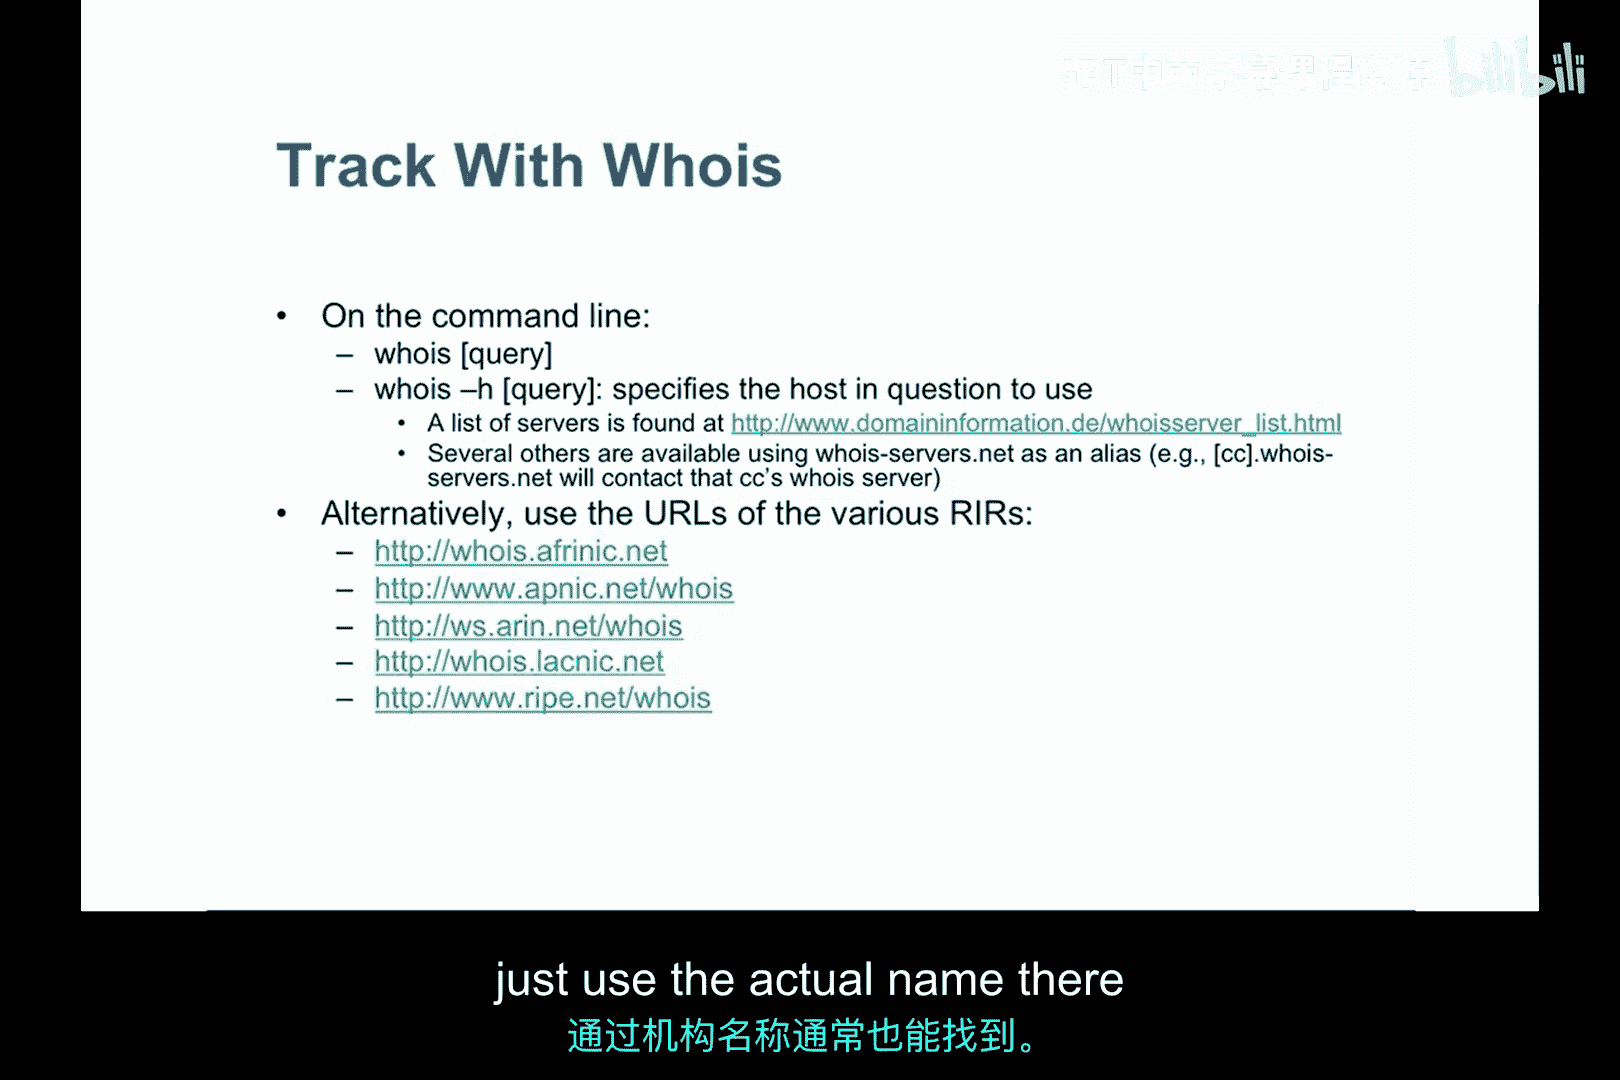 bilibili
Track With Whois
• On the command line:
– whois [query]
– whois –h [query]: specifies the host in question to use
• A list of servers is found at http://www.domaininformation.de/whoisserver_list.html
• Several others are available using whois-servers.net as an alias (e.g., [cc].whois-
servers.net will contact that cc’s whois server)
• Alternatively, use the URLs of the various RIRs:
– http://whois.afrinic.net
– http://www.apnic.net/whois
– http://ws.arin.net/whois
– http://whois.lacnic.net
– http://www.ripe.net/whois
just use the actual name there
通过机构名称通常也能找到。